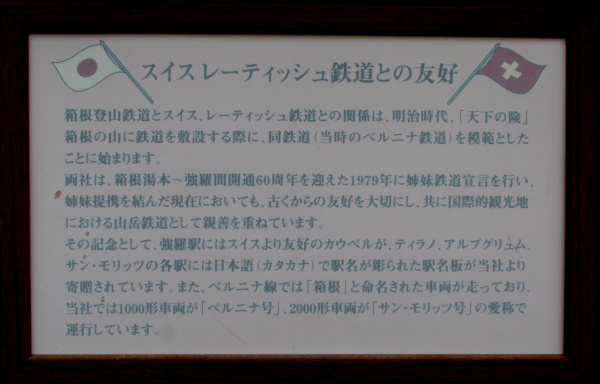 スイス レーティッシュ鉄道との友好
箱根登山鉄道とスイス、レーティッシュ鉄道との関係は、明治時代、「天下の険」
箱根の山に鉄道を敷設する際に、同鉄道(当時のベルニナ鉄道)を模範とした
ことに始まります。
両社は、箱根湯本〜強羅間開通60周年を迎えた1979年に姉妹鉄道宣言を行い、
姉妹提携を結んだ現在においても、古くからの友好を大切にし、共に国際的観光地
における山岳鉄道として親善を重ねています。
その記念として、強羅駅にはスイスより友好のカウベルが、ティラノ、アルプグリュム、
サン・モリッツの各駅には日本語(カタカナ)で駅名が彫られた駅名板が当社より
寄贈されています。また、ベルニナ線では「箱根」と命名された車両が走っており、
当社では1000形車両が「ベルニナ号」、2000形車両が「サン・モリッツ号」の愛称で
運行しています。